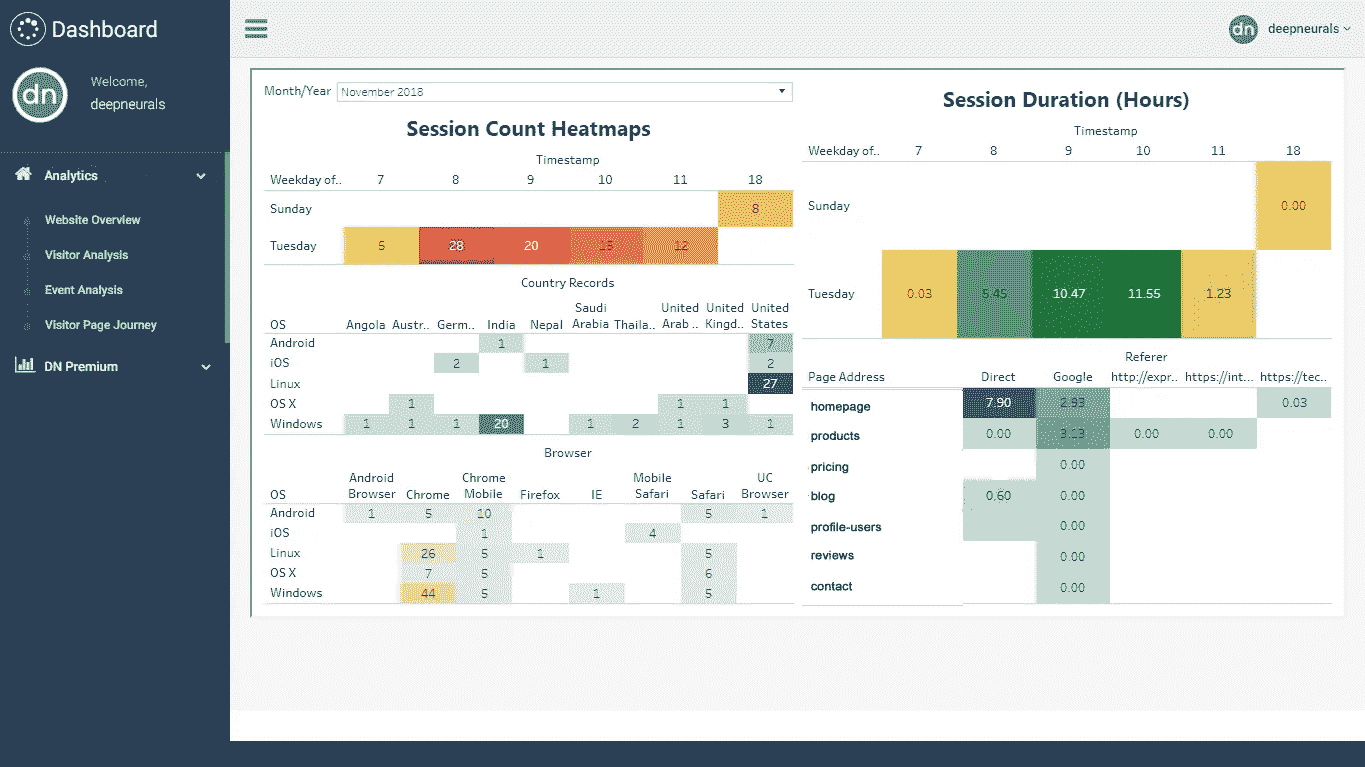 Dashboard
dn deepneurals
dn
Welcome,
deepneurals
Analytics
Website Overview
Visitor Analysis
Event Analysis
Visitor Page Journey
DN Premium
Month/Year November 2018
Session Count Heatmaps
Timestamp
Weekday of.. 7 8 9 10 11 18
Sunday 8
Tuesday 5 28 20 12
Country Records
OS Angola Austr.. Germ.. India Nepal Saudi Arabia Thaila.. United Arab .. United Kingd.. United States
Android 1 7
iOS 2 1 2
Linux 27
OS X 1 1 1
Windows 1 1 1 20 1 2 1 3 1
Browser
OS Android Browser Chrome Chrome Mobile Firefox IE Mobile Safari Safari UC Browser
Android 1 5 10 5 1
iOS 1 4
Linux 26 5 1 5
OS X 7 5 6
Windows 44 5 1 5
Session Duration (Hours)
Timestamp
Weekday of.. 7 8 9 10 11 18
Sunday 0.00
Tuesday 0.03 5.45 10.47 11.55 1.23
Referer
Page Address Direct Google http://expr.. https://int... https://tec..
homepage 7.90 2.93 0.03
products 0.00 3.13 0.00 0.00
pricing 0.00
blog 0.60 0.00
profile-users 0.00
reviews 0.00
contact 0.00